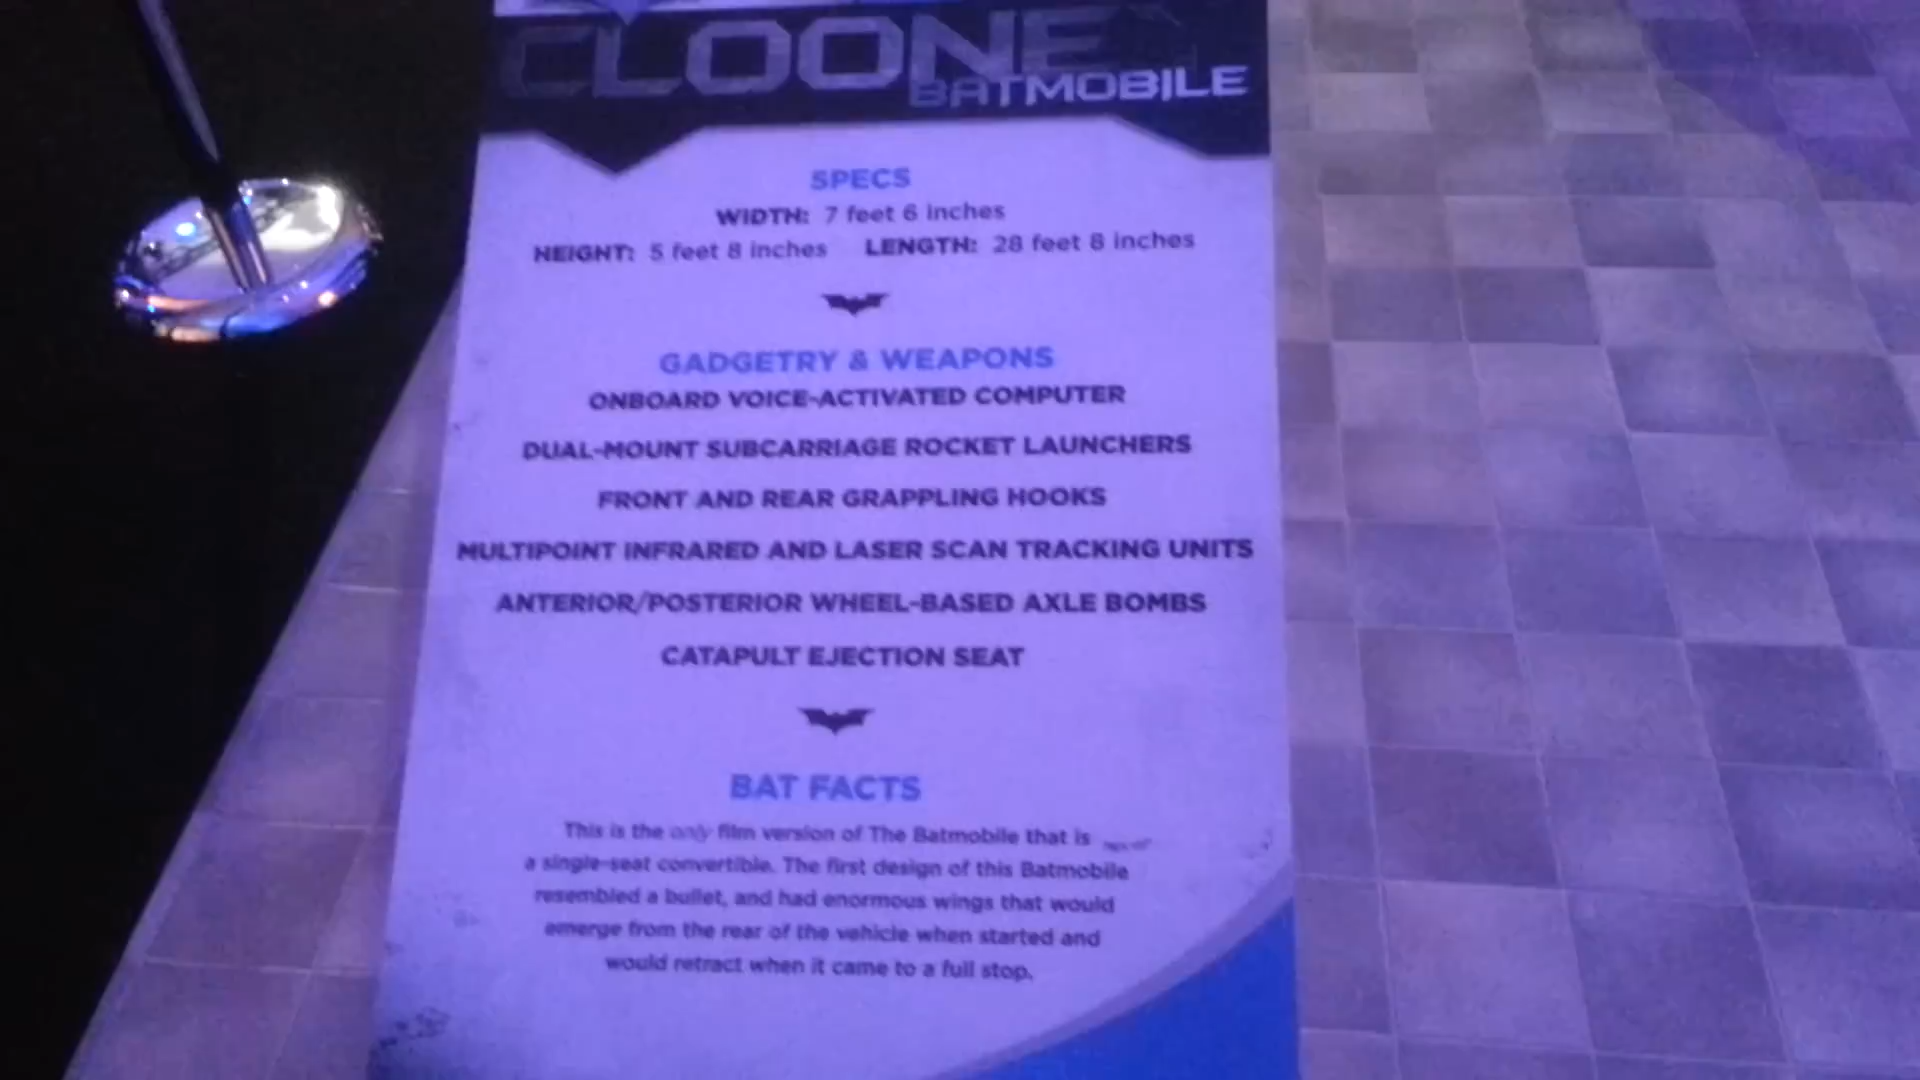 CLOONE
BATMOBILE
SPECS
WIDTH: 7 feet 6 inches
HEIGHT: 5 feet 8 inches LENGTH: 28 feet 8 inches
GADGETRY & WEAPONS
ONBOARD VOICE-ACTIVATED COMPUTER
DUAL-MOUNT SUBCARRIAGE ROCKET LAUNCHERS
FRONT AND REAR GRAPPLING HOOKS
MULTIPOINT INFRARED AND LASER SCAN TRACKING UNITS
ANTERIOR/POSTERIOR WHEEL-BASED AXLE BOMBS
CATAPULT EJECTION SEAT
BAT FACTS
This is the only film version of The Batmobile that is
a single-seat convertible. The first design of this Batmobile
resembled a bullet, and had enormous wings that would
emerge from the rear of the vehicle when started and
would retract when it came to a full stop.